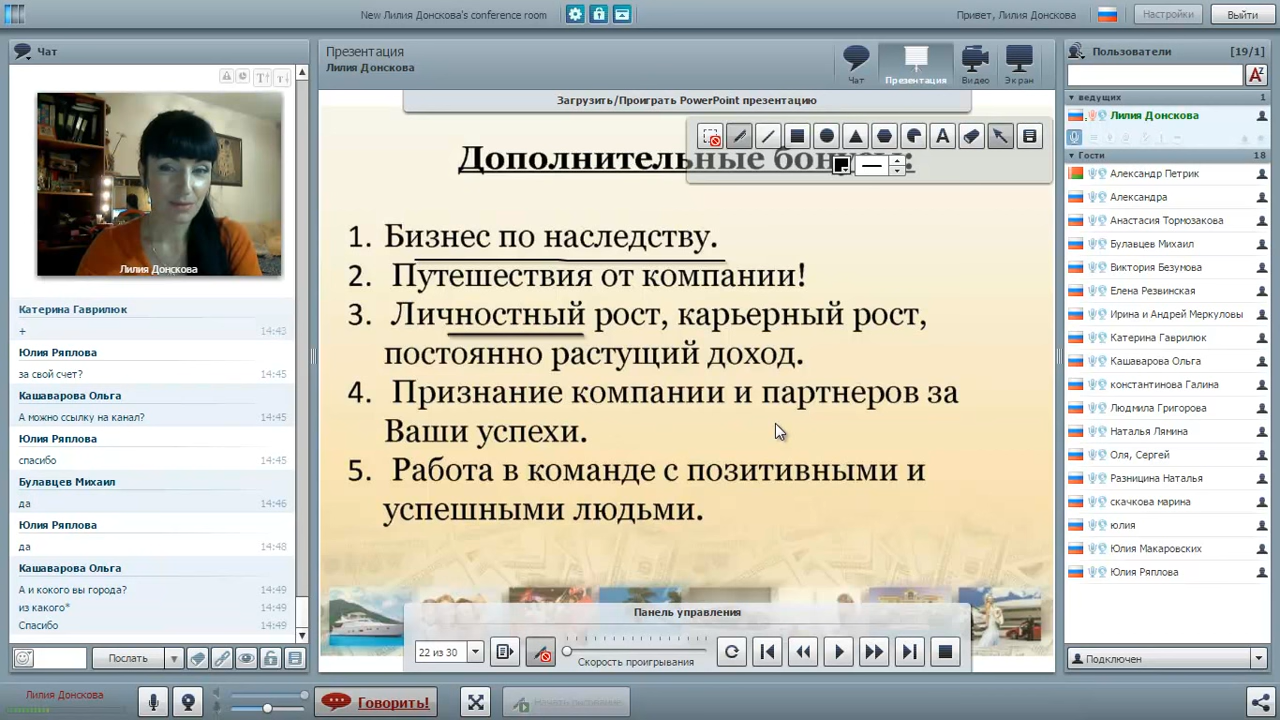 New Лилия Донскова's conference room
Привет, Лилия Донскова
Настройки
Выйти
Чат
Лилия Донскова
Катерина Гаврилюк
+ 14:43
Юлия Ряплова
за свой счет? 14:45
Кашаварова Ольга
А можно ссылку на канал? 14:45
Юлия Ряплова
спасибо 14:45
Булавцев Михаил
да 14:46
Юлия Ряплова
да 14:48
Кашаварова Ольга
А и кокого вы города? 14:49
из какого* 14:49
Спасибо 14:49
Послать
Презентация
Лилия Донскова
Чат
Презентация
Видео
Экран
Загрузить/Проиграть PowerPoint презентацию
Дополнительные бонусы:
1. Бизнес по наследству.
2. Путешествия от компании!
3. Личностный рост, карьерный рост,
постоянно растущий доход.
4. Признание компании и партнеров за
Ваши успехи.
5. Работа в команде с позитивными и
успешными людьми.
Панель управления
22 из 30
Скорость проигрывания
Пользователи [19/1]
ведущих 1
Лилия Донскова
Гости 18
Александр Петрик
Александра
Анастасия Тормозакова
Булавцев Михаил
Виктория Безумова
Елена Резвинская
Ирина и Андрей Меркуловы
Катерина Гаврилюк
Кашаварова Ольга
константинова Галина
Людмила Григорова
Наталья Лямина
Оля, Сергей
Разницина Наталья
скачкова марина
юлия
Юлия Макаровских
Юлия Ряплова
Подключен
Лилия Донскова
Говорить!